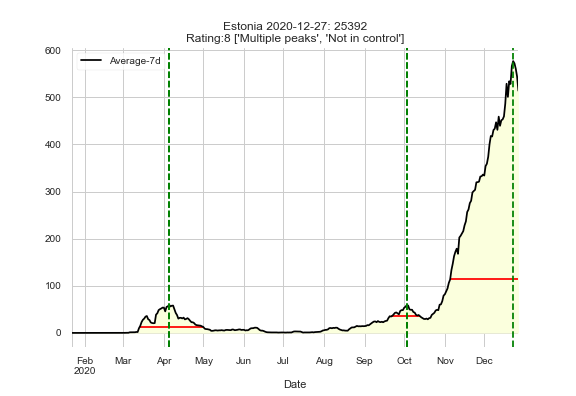 Estonia 2020-12-27: 25392
Rating:8 ['Multiple peaks', 'Not in control']
Average-7d
600
500
400
300
200
100
0
Feb Mar Apr May Jun Jul Aug Sep Oct Nov Dec
2020
Date